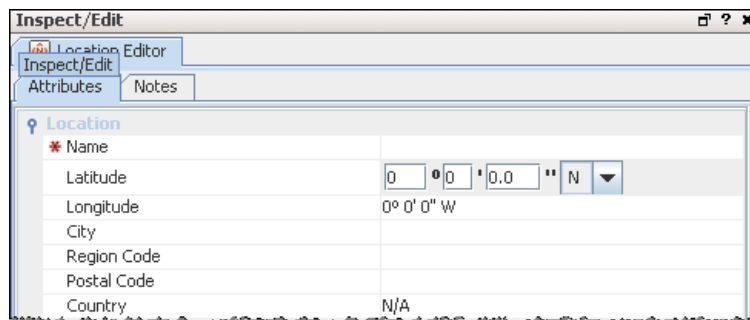 Inspect/Edit
Location Editor
Inspect/Edit
Attributes Notes
Location
* Name
Latitude 0 º 0 ' 0.0 " N
Longitude 0º 0' 0" W
City
Region Code
Postal Code
Country N/A